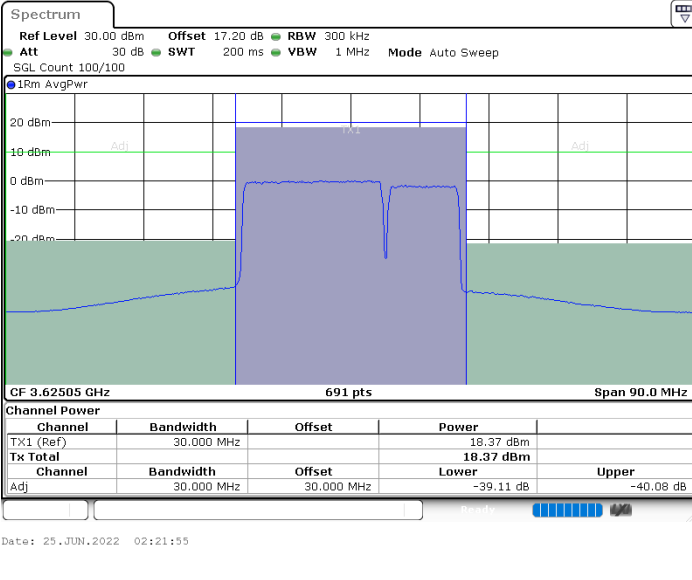 Spectrum
Ref Level 30.00 dBm Offset 17.20 dB RBW 300 kHz
Att 30 dB SWT 200 ms VBW 1 MHz Mode Auto Sweep
SGL Count 100/100
1Rm AvgPwr
20 dBm
TX1
Adj Adj
10 dBm
0 dBm
-10 dBm
-20 dBm
CF 3.62505 GHz 691 pts Span 90.0 MHz
Channel Power
Channel Bandwidth Offset Power
TX1 (Ref) 30.000 MHz 18.37 dBm
Tx Total 18.37 dBm
Channel Bandwidth Offset Lower Upper
Adj 30.000 MHz 30.000 MHz -39.11 dB -40.08 dB
Ready
Date: 25.JUN.2022 02:21:55